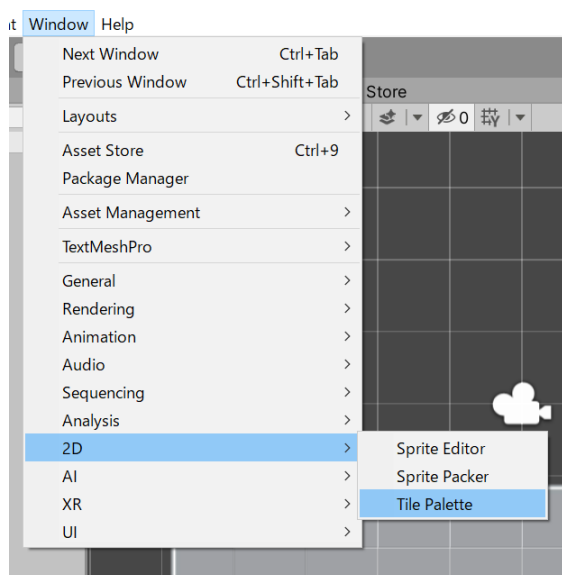 t Window Help
Next Window Ctrl+Tab
Previous Window Ctrl+Shift+Tab
Store
Layouts
0
Asset Store Ctrl+9
Package Manager
Asset Management
TextMeshPro
General
Rendering
Animation
Audio
Sequencing
Analysis
2D
Sprite Editor
AI
Sprite Packer
XR
Tile Palette
UI